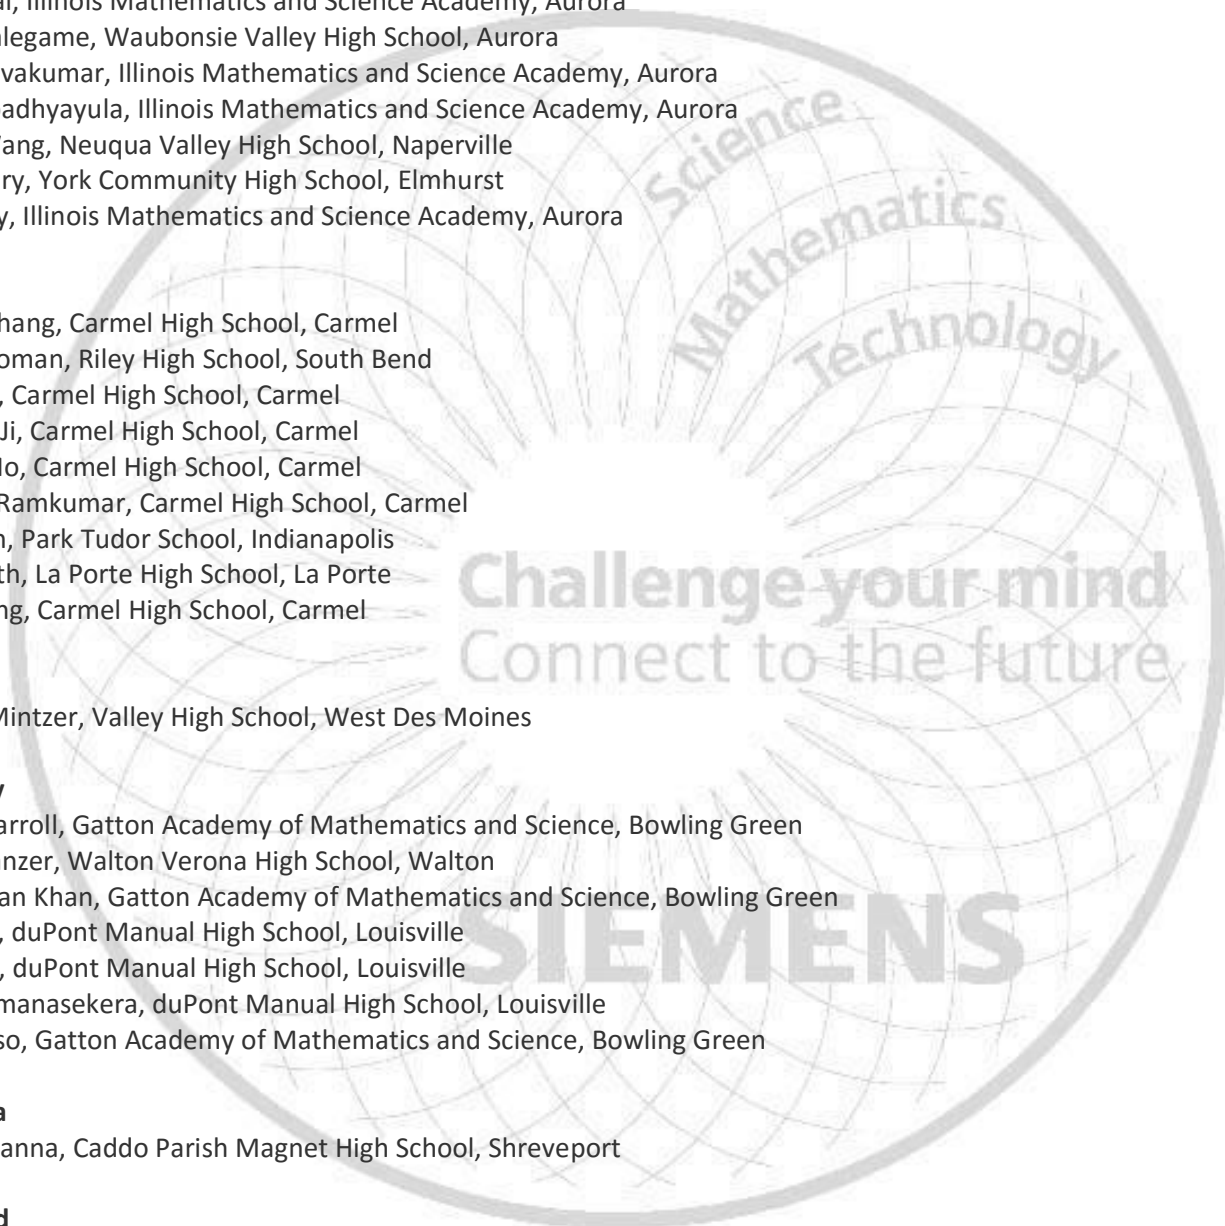 al, Illinois Mathematics and Science Academy, Aurora
alegame, Waubonsie Valley High School, Aurora
vakumar, Illinois Mathematics and Science Academy, Aurora
padhyayula, Illinois Mathematics and Science Academy, Aurora
Vang, Neuqua Valley High School, Naperville
ry, York Community High School, Elmhurst
y, Illinois Mathematics and Science Academy, Aurora
Science
Mathematics
Technology
hang, Carmel High School, Carmel
oman, Riley High School, South Bend
, Carmel High School, Carmel
Ji, Carmel High School, Carmel
Carmel High School, Carmel
Ramkumar, Carmel High School, Carmel
n, Park Tudor School, Indianapolis
th, La Porte High School, La Porte
ng, Carmel High School, Carmel
Challenge your mind
Connect to the future
Mintzer, Valley High School, West Des Moines
y
arroll, Gatton Academy of Mathematics and Science, Bowling Green
anzer, Walton Verona High School, Walton
an Khan, Gatton Academy of Mathematics and Science, Bowling Green
, duPont Manual High School, Louisville
, duPont Manual High School, Louisville
manasekera, duPont Manual High School, Louisville
so, Gatton Academy of Mathematics and Science, Bowling Green
SIEMENS
a
anna, Caddo Parish Magnet High School, Shreveport
d